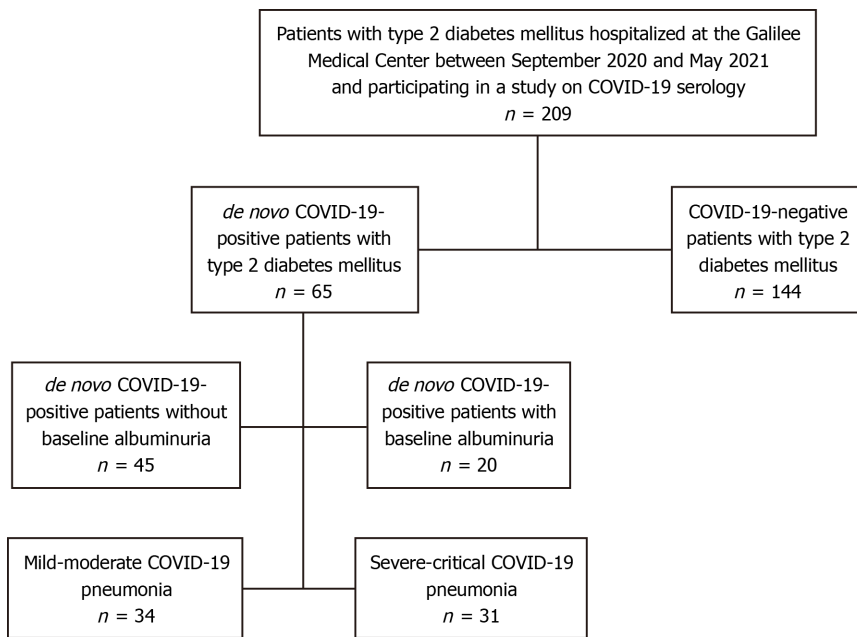 Patients with type 2 diabetes mellitus hospitalized at the Galilee
Medical Center between September 2020 and May 2021
and participating in a study on COVID-19 serology
n = 209
de novo COVID-19-
positive patients with
type 2 diabetes mellitus
n = 65
COVID-19-negative
patients with type 2
diabetes mellitus
n = 144
de novo COVID-19-
positive patients without
baseline albuminuria
n = 45
de novo COVID-19-
positive patients with
baseline albuminuria
n = 20
Mild-moderate COVID-19
pneumonia
n = 34
Severe-critical COVID-19
pneumonia
n = 31